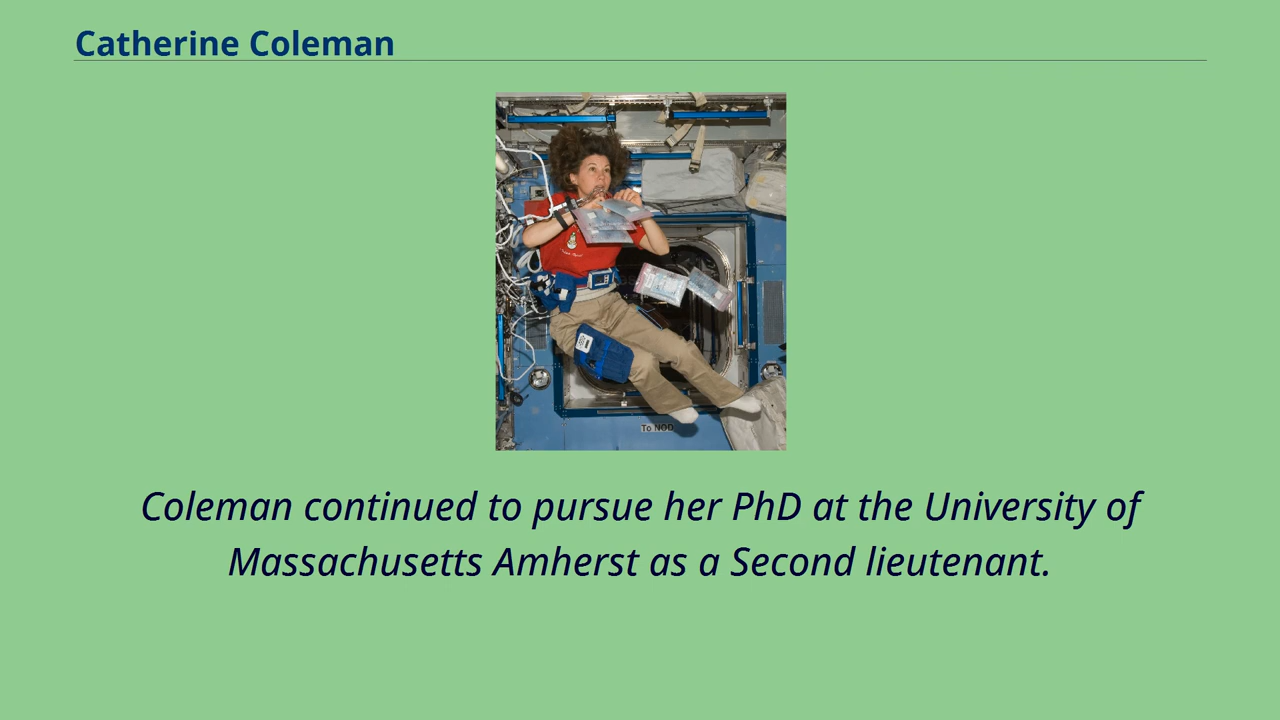 Catherine Coleman
To NOD
Coleman continued to pursue her PhD at the University of
Massachusetts Amherst as a Second lieutenant.